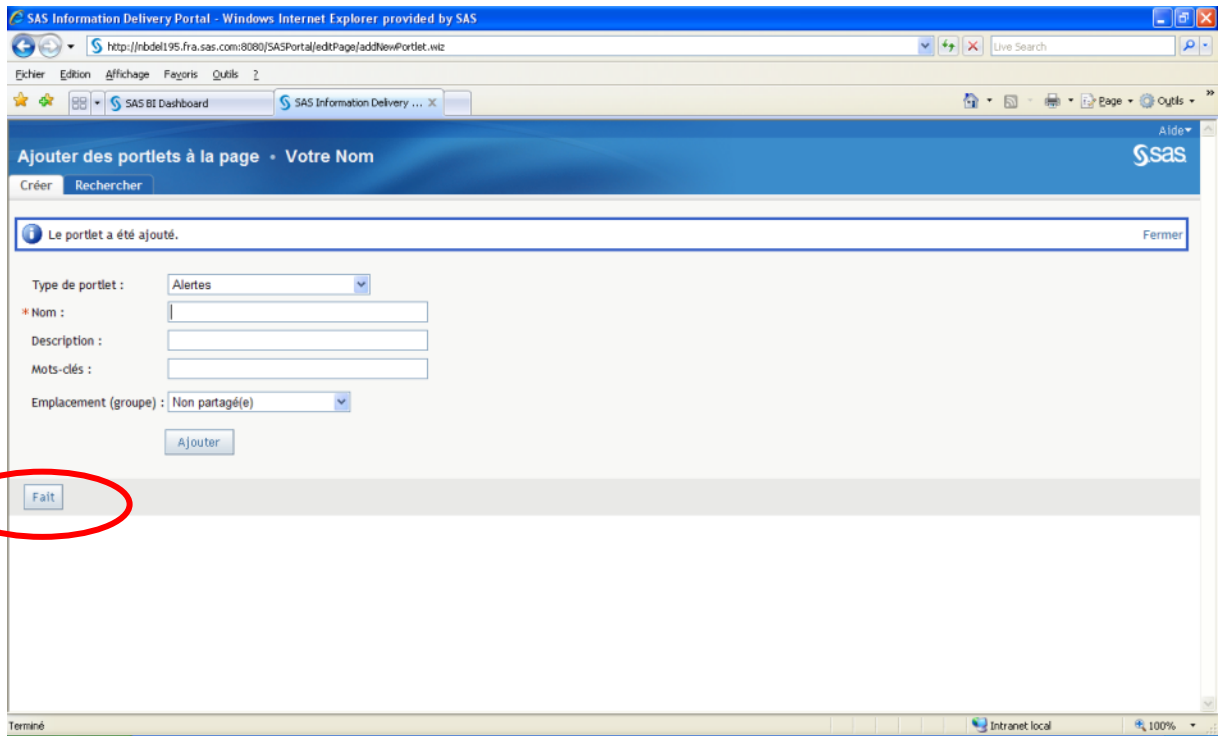 SAS Information Delivery Portal - Windows Internet Explorer provided by SAS
http://nbdel195.fra.sas.com:8080/SASPortal/editPage/addNewPortlet.wiz
Live Search
Fichier Edition Affichage Favoris Outils ?
SAS BI Dashboard SAS Information Delivery ... X Page Outils »
Aide
Ajouter des portlets à la page • Votre Nom
sas
Créer Rechercher
Le portlet a été ajouté. Fermer
Type de portlet : Alertes
* Nom :
Description :
Mots-clés :
Emplacement (groupe) : Non partagé(e)
Ajouter
Fait
Terminé Intranet local 100%